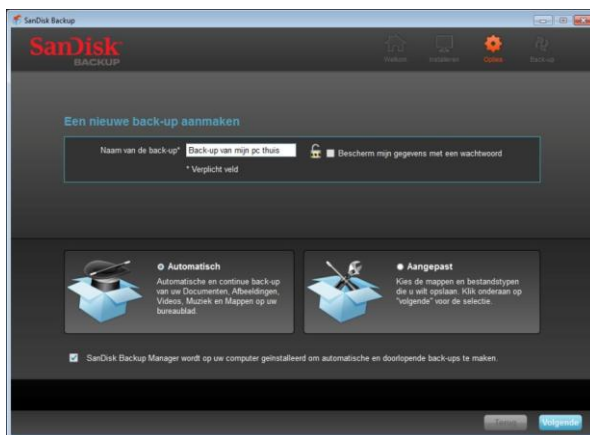 SanDisk Backup
SanDisk
BACKUP
Welkom
Installeren
Opties
Back-up
Een nieuwe back-up aanmaken
Naam van de back-up*
Back-up van mijn pc thuis
Bescherm mijn gegevens met een wachtwoord
* Verplicht veld
Automatisch
Automatische en continue back-up
van uw Documenten, Afbeeldingen,
Videos, Muziek en Mappen op uw
bureaublad.
Aangepast
Kies de mappen en bestandstypen
die u wilt opslaan. Klik onderaan op
"volgende" voor de selectie.
SanDisk Backup Manager wordt op uw computer geïnstalleerd om automatische en doorlopende back-ups te maken.
Terug
Volgende